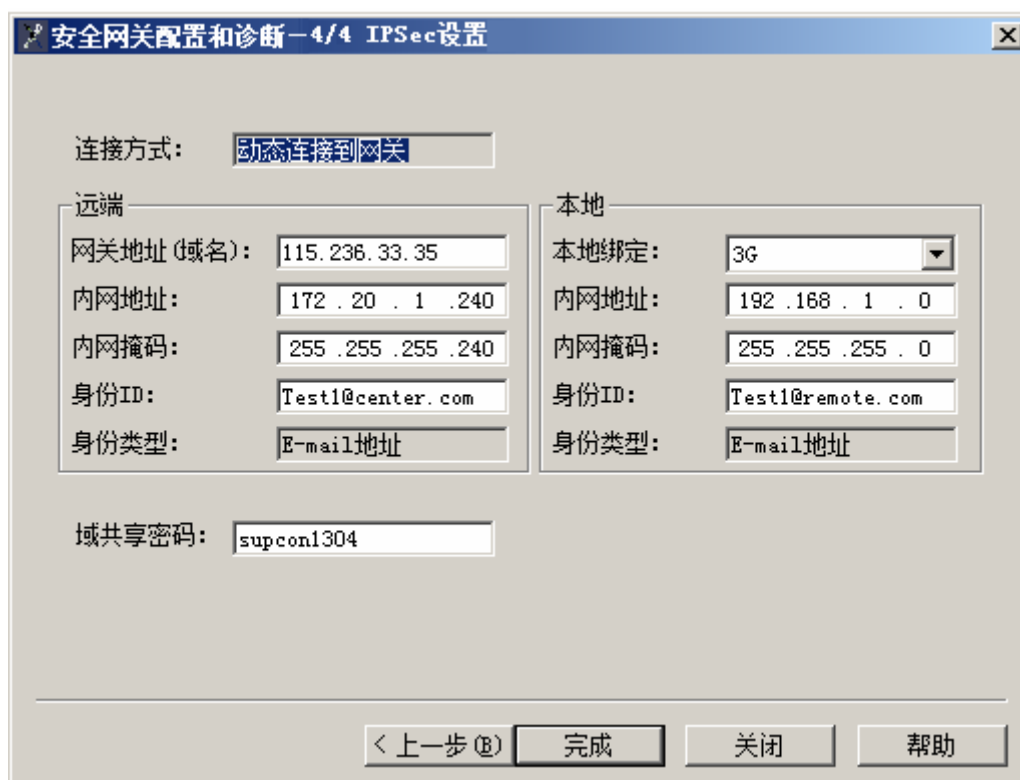 安全网关配置和诊断－4/4 IPSec设置
连接方式： 动态连接到网关
远端
网关地址(域名)： 115.236.33.35
内网地址： 172 .20 . 1 .240
内网掩码： 255 .255 .255 .240
身份ID： Test1@center.com
身份类型： E-mail地址
本地
本地绑定： 3G
内网地址： 192 .168 . 1 . 0
内网掩码： 255 .255 .255 . 0
身份ID： Test1@remote.com
身份类型： E-mail地址
域共享密码： supcon1304
< 上一步(B) 完成 关闭 帮助